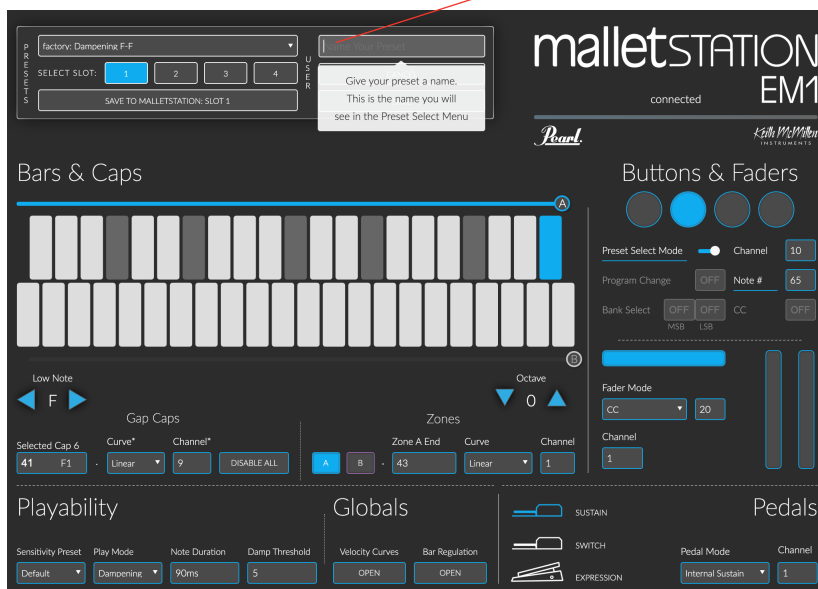 PRESETS
factory: Dampening F-F
SELECT SLOT:
1
2
3
4
SAVE TO MALLETSTATION: SLOT 1
USER
Name Your Preset
Give your preset a name.
This is the name you will
see in the Preset Select Menu
malletSTATION
EM1
connected
Pearl.
Keith McMillen
INSTRUMENTS
Bars & Caps
A
B
Low Note
F
Octave
0
Gap Caps
Selected Cap 6
Curve*
Channel*
41 F1
-
Linear
9
DISABLE ALL
Zones
Zone A End
Curve
Channel
A
B
-
43
Linear
1
Buttons & Faders
Preset Select Mode
Channel
10
Program Change
OFF
Note #
65
Bank Select
OFF
OFF
CC
OFF
MSB
LSB
Fader Mode
CC
20
Channel
1
Playability
Sensitivity Preset
Play Mode
Note Duration
Damp Threshold
Default
Dampening
90ms
5
Globals
Velocity Curves
Bar Regulation
OPEN
OPEN
Pedals
SUSTAIN
SWITCH
EXPRESSION
Pedal Mode
Channel
Internal Sustain
1